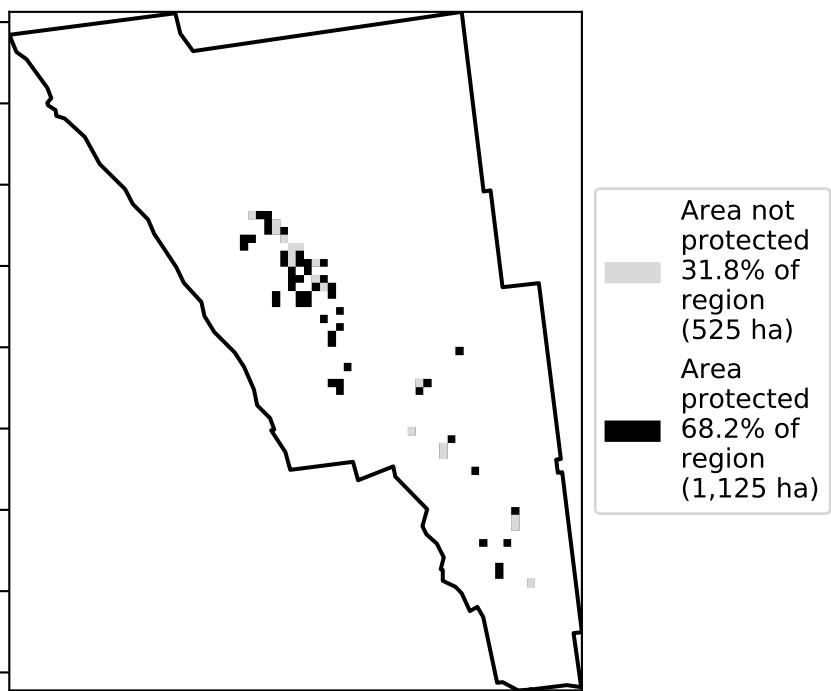 Area not
protected
31.8% of
region
(525 ha)
Area
protected
68.2% of
region
(1,125 ha)